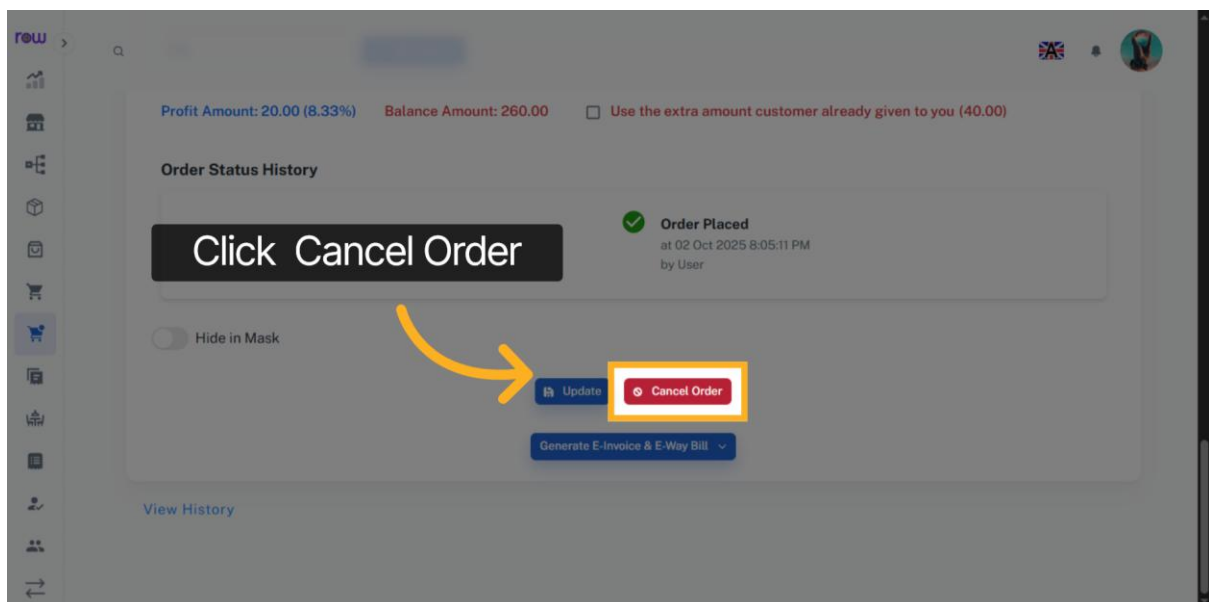 row
Profit Amount: 20.00 (8.33%) Balance Amount: 260.00 Use the extra amount customer already given to you (40.00)
Order Status History
Order Placed
at 02 Oct 2025 8:05:11 PM
by User
Click Cancel Order
Hide in Mask
Update Cancel Order
Generate E-Invoice & E-Way Bill
View History